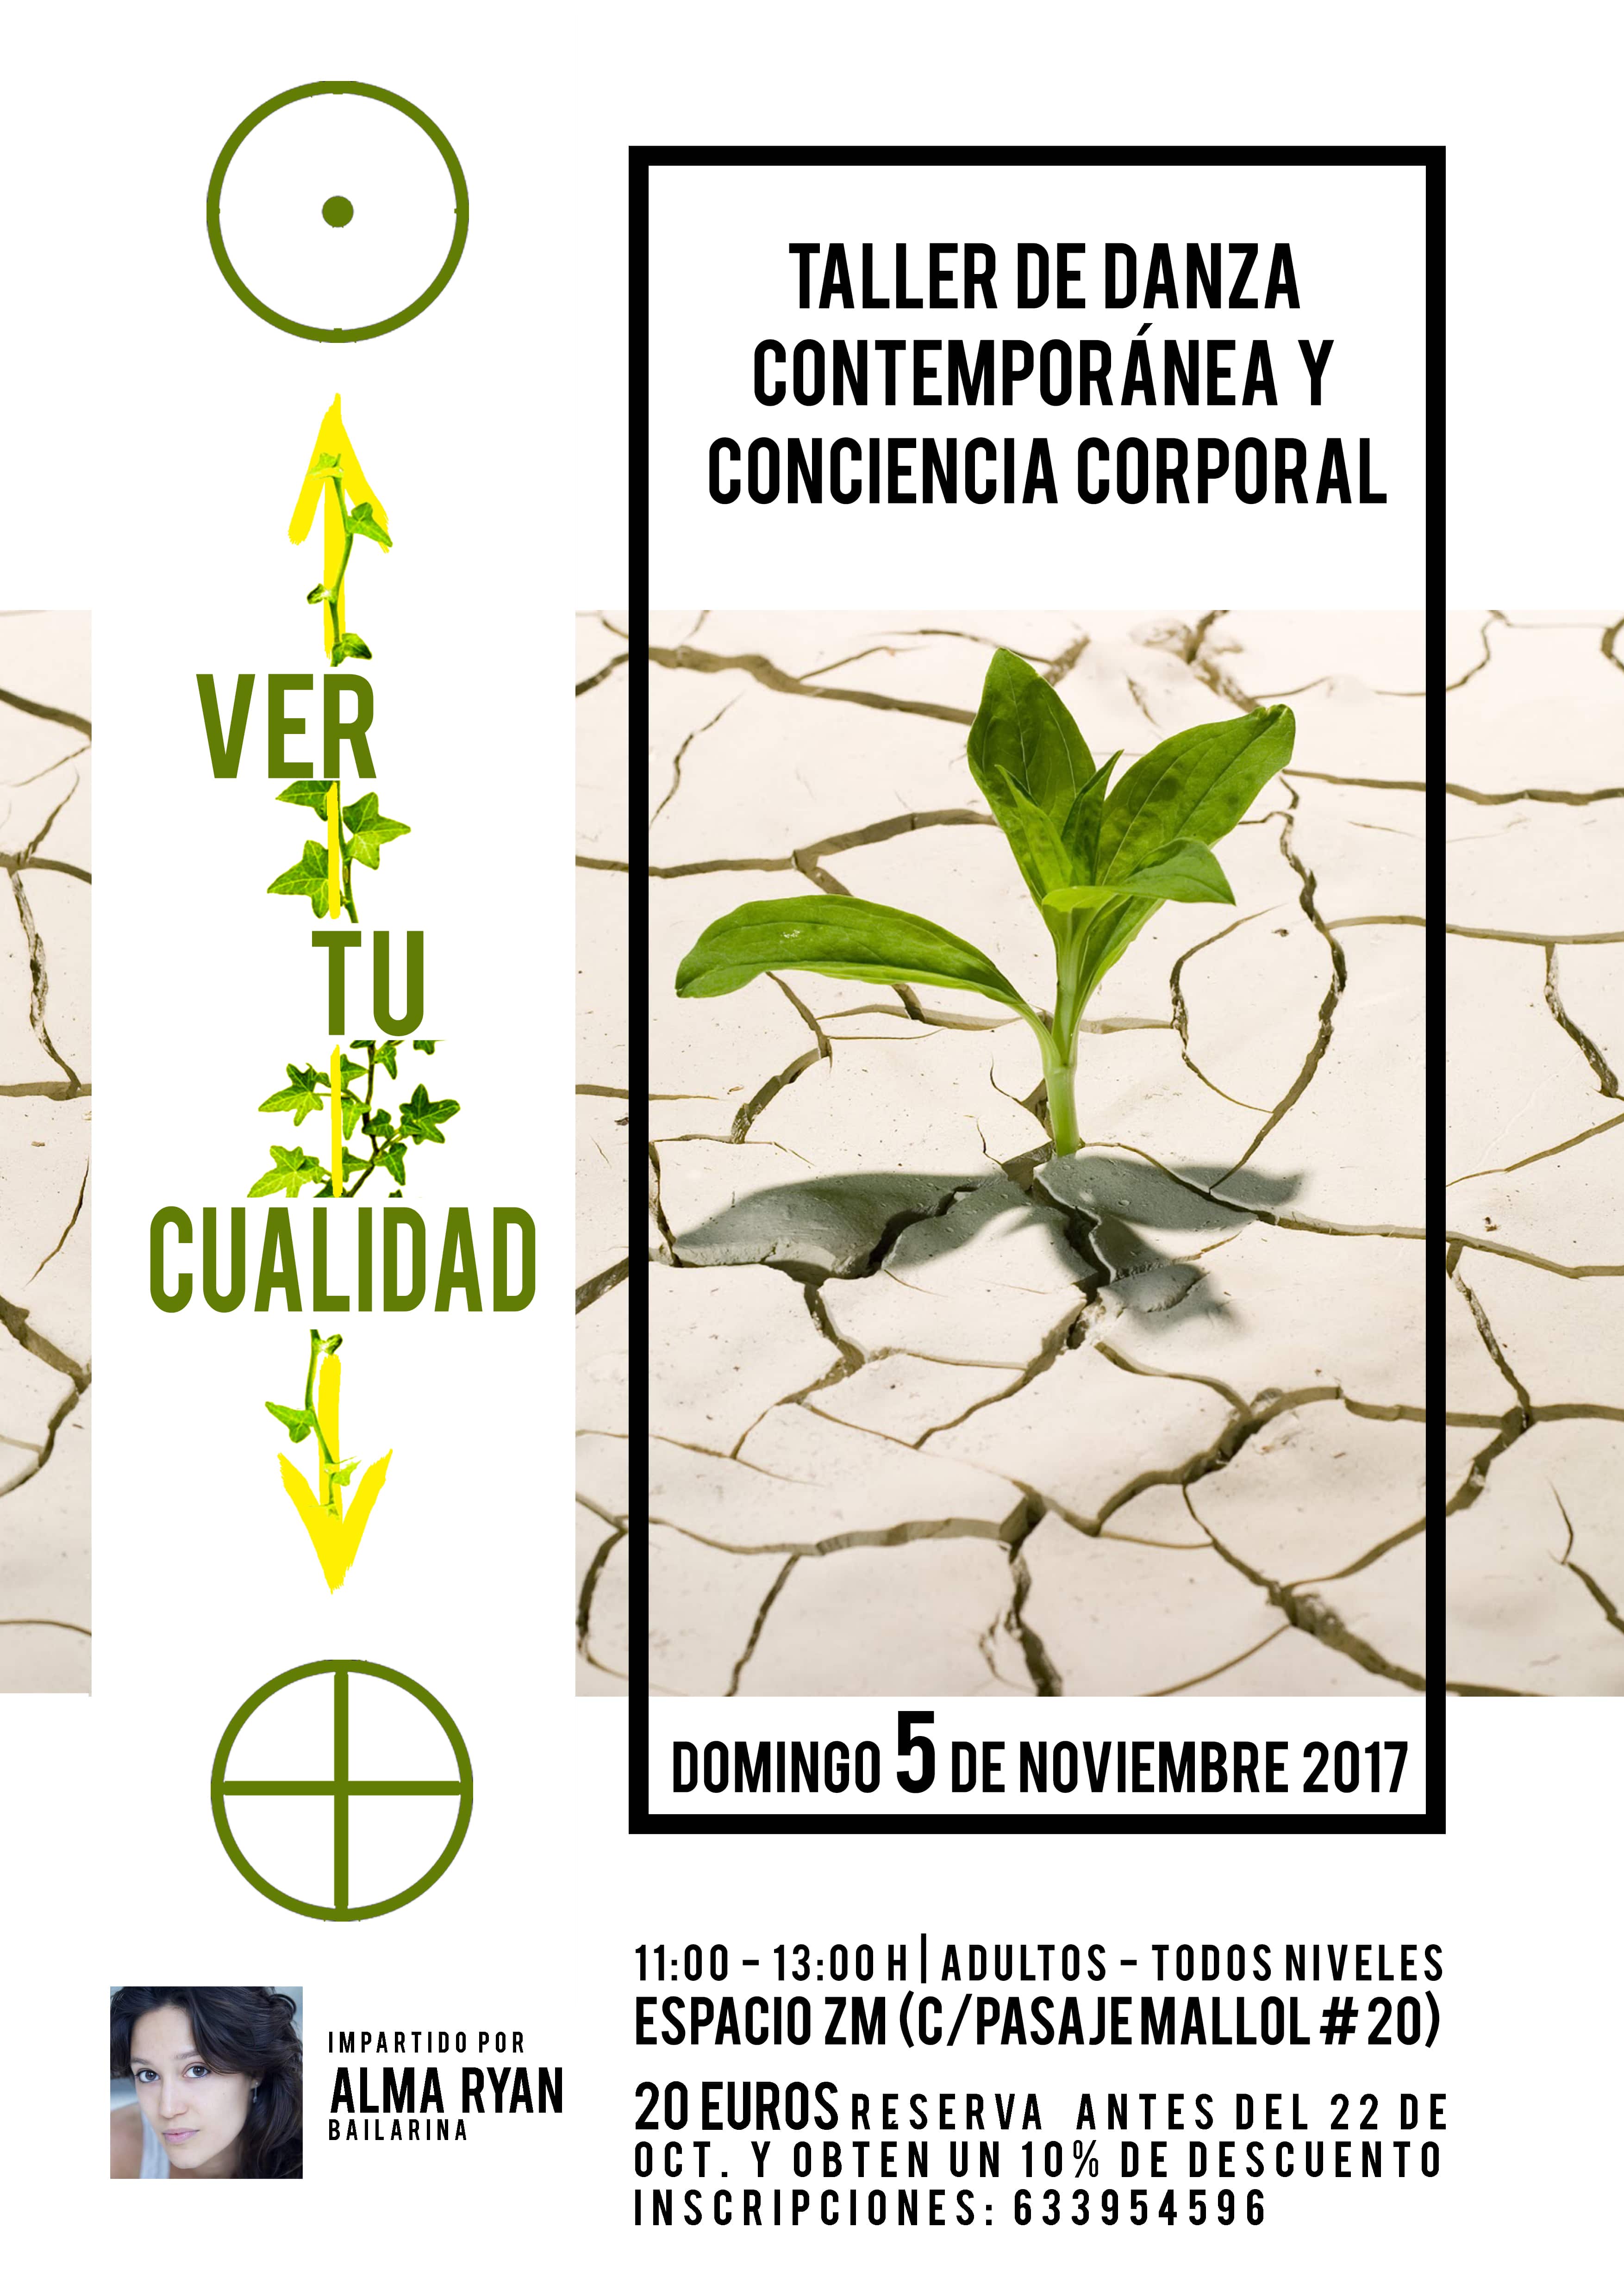 TALLER DE DANZA
CONTEMPORÁNEA Y
CONCIENCIA CORPORAL
VER
TU
CUALIDAD
DOMINGO 5 DE NOVIEMBRE 2017
11:00 - 13:00 H | ADULTOS - TODOS NIVELES
ESPACIO ZM (C/PASAJE MALLOL # 20)
20 EUROS RESERVA ANTES DEL 22 DE
OCT. Y OBTEN UN 10% DE DESCUENTO
INSCRIPCIONES: 633954596
IMPARTIDO POR
ALMA RYAN
BAILARINA